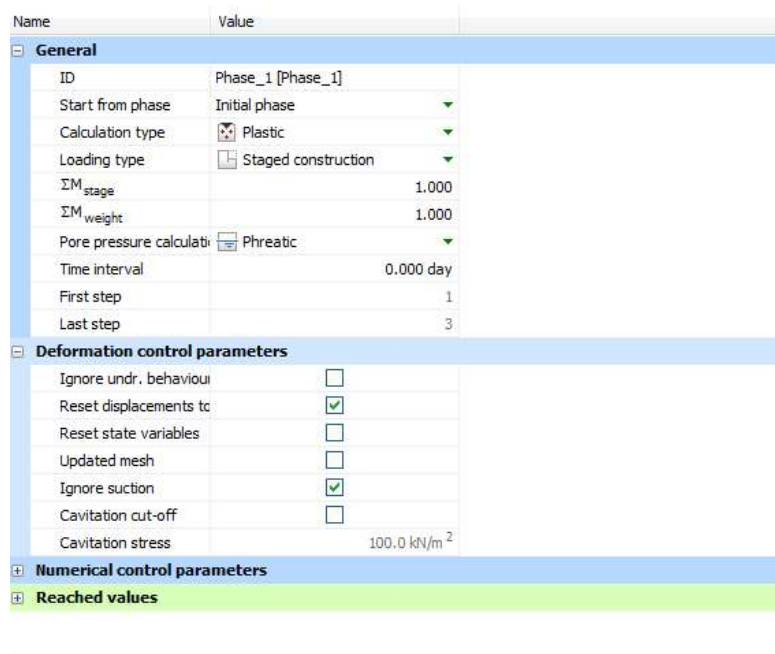 Name Value
General
ID Phase_1 [Phase_1]
Start from phase Initial phase
Calculation type Plastic
Loading type Staged construction
ΣMstage 1.000
ΣMweight 1.000
Pore pressure calculatio Phreatic
Time interval 0.000 day
First step 1
Last step 3
Deformation control parameters
Ignore undr. behaviour
Reset displacements to
Reset state variables
Updated mesh
Ignore suction
Cavitation cut-off
Cavitation stress 100.0 kN/m 2
Numerical control parameters
Reached values